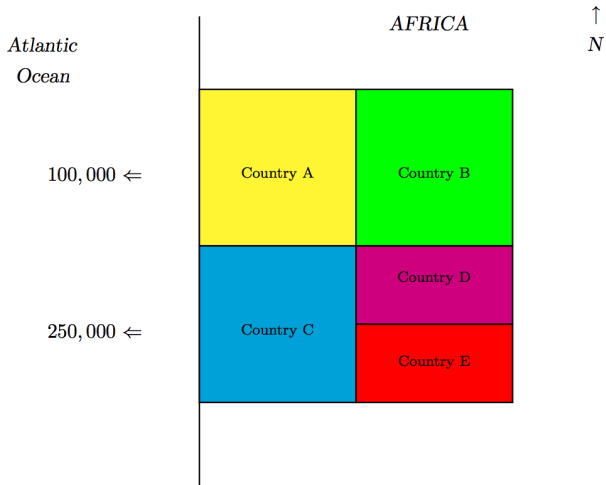 AFRICA
↑
N
Atlantic
Ocean
100,000 ⇐
Country A
Country B
Country D
250,000 ⇐
Country C
Country E